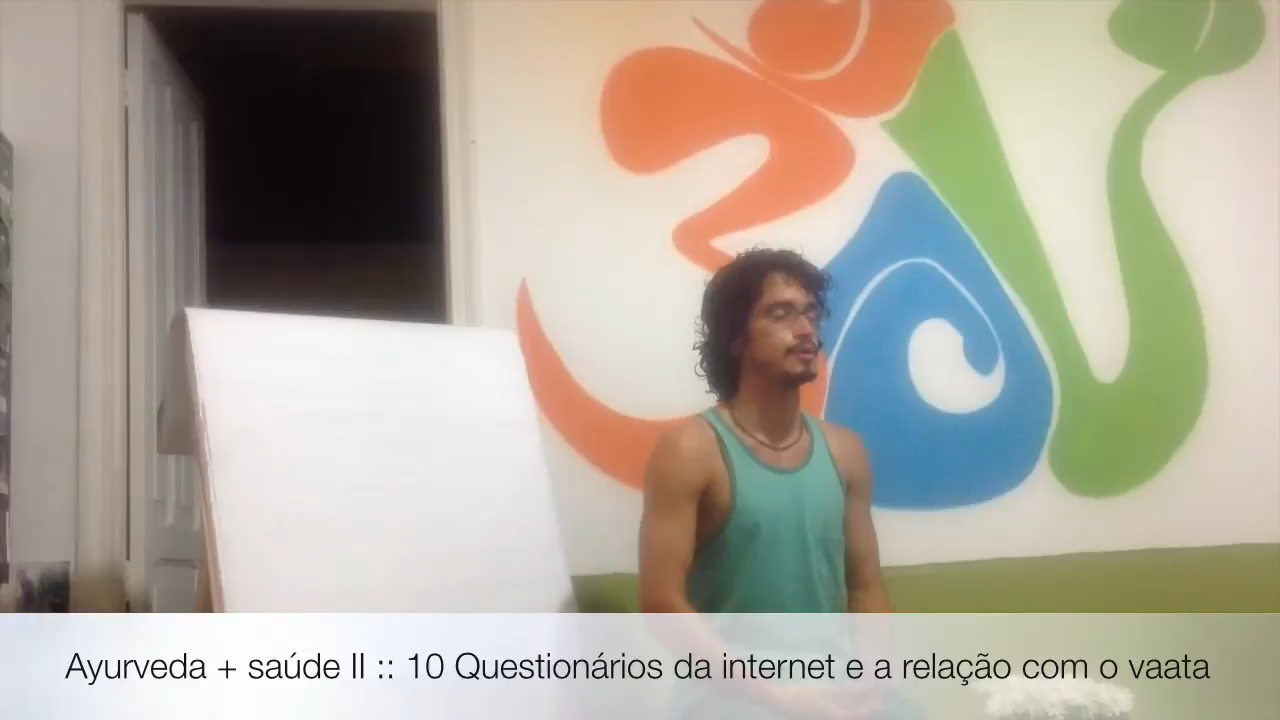 Ayurveda + saúde II :: 10 Questionários da internet e a relação com o vaata